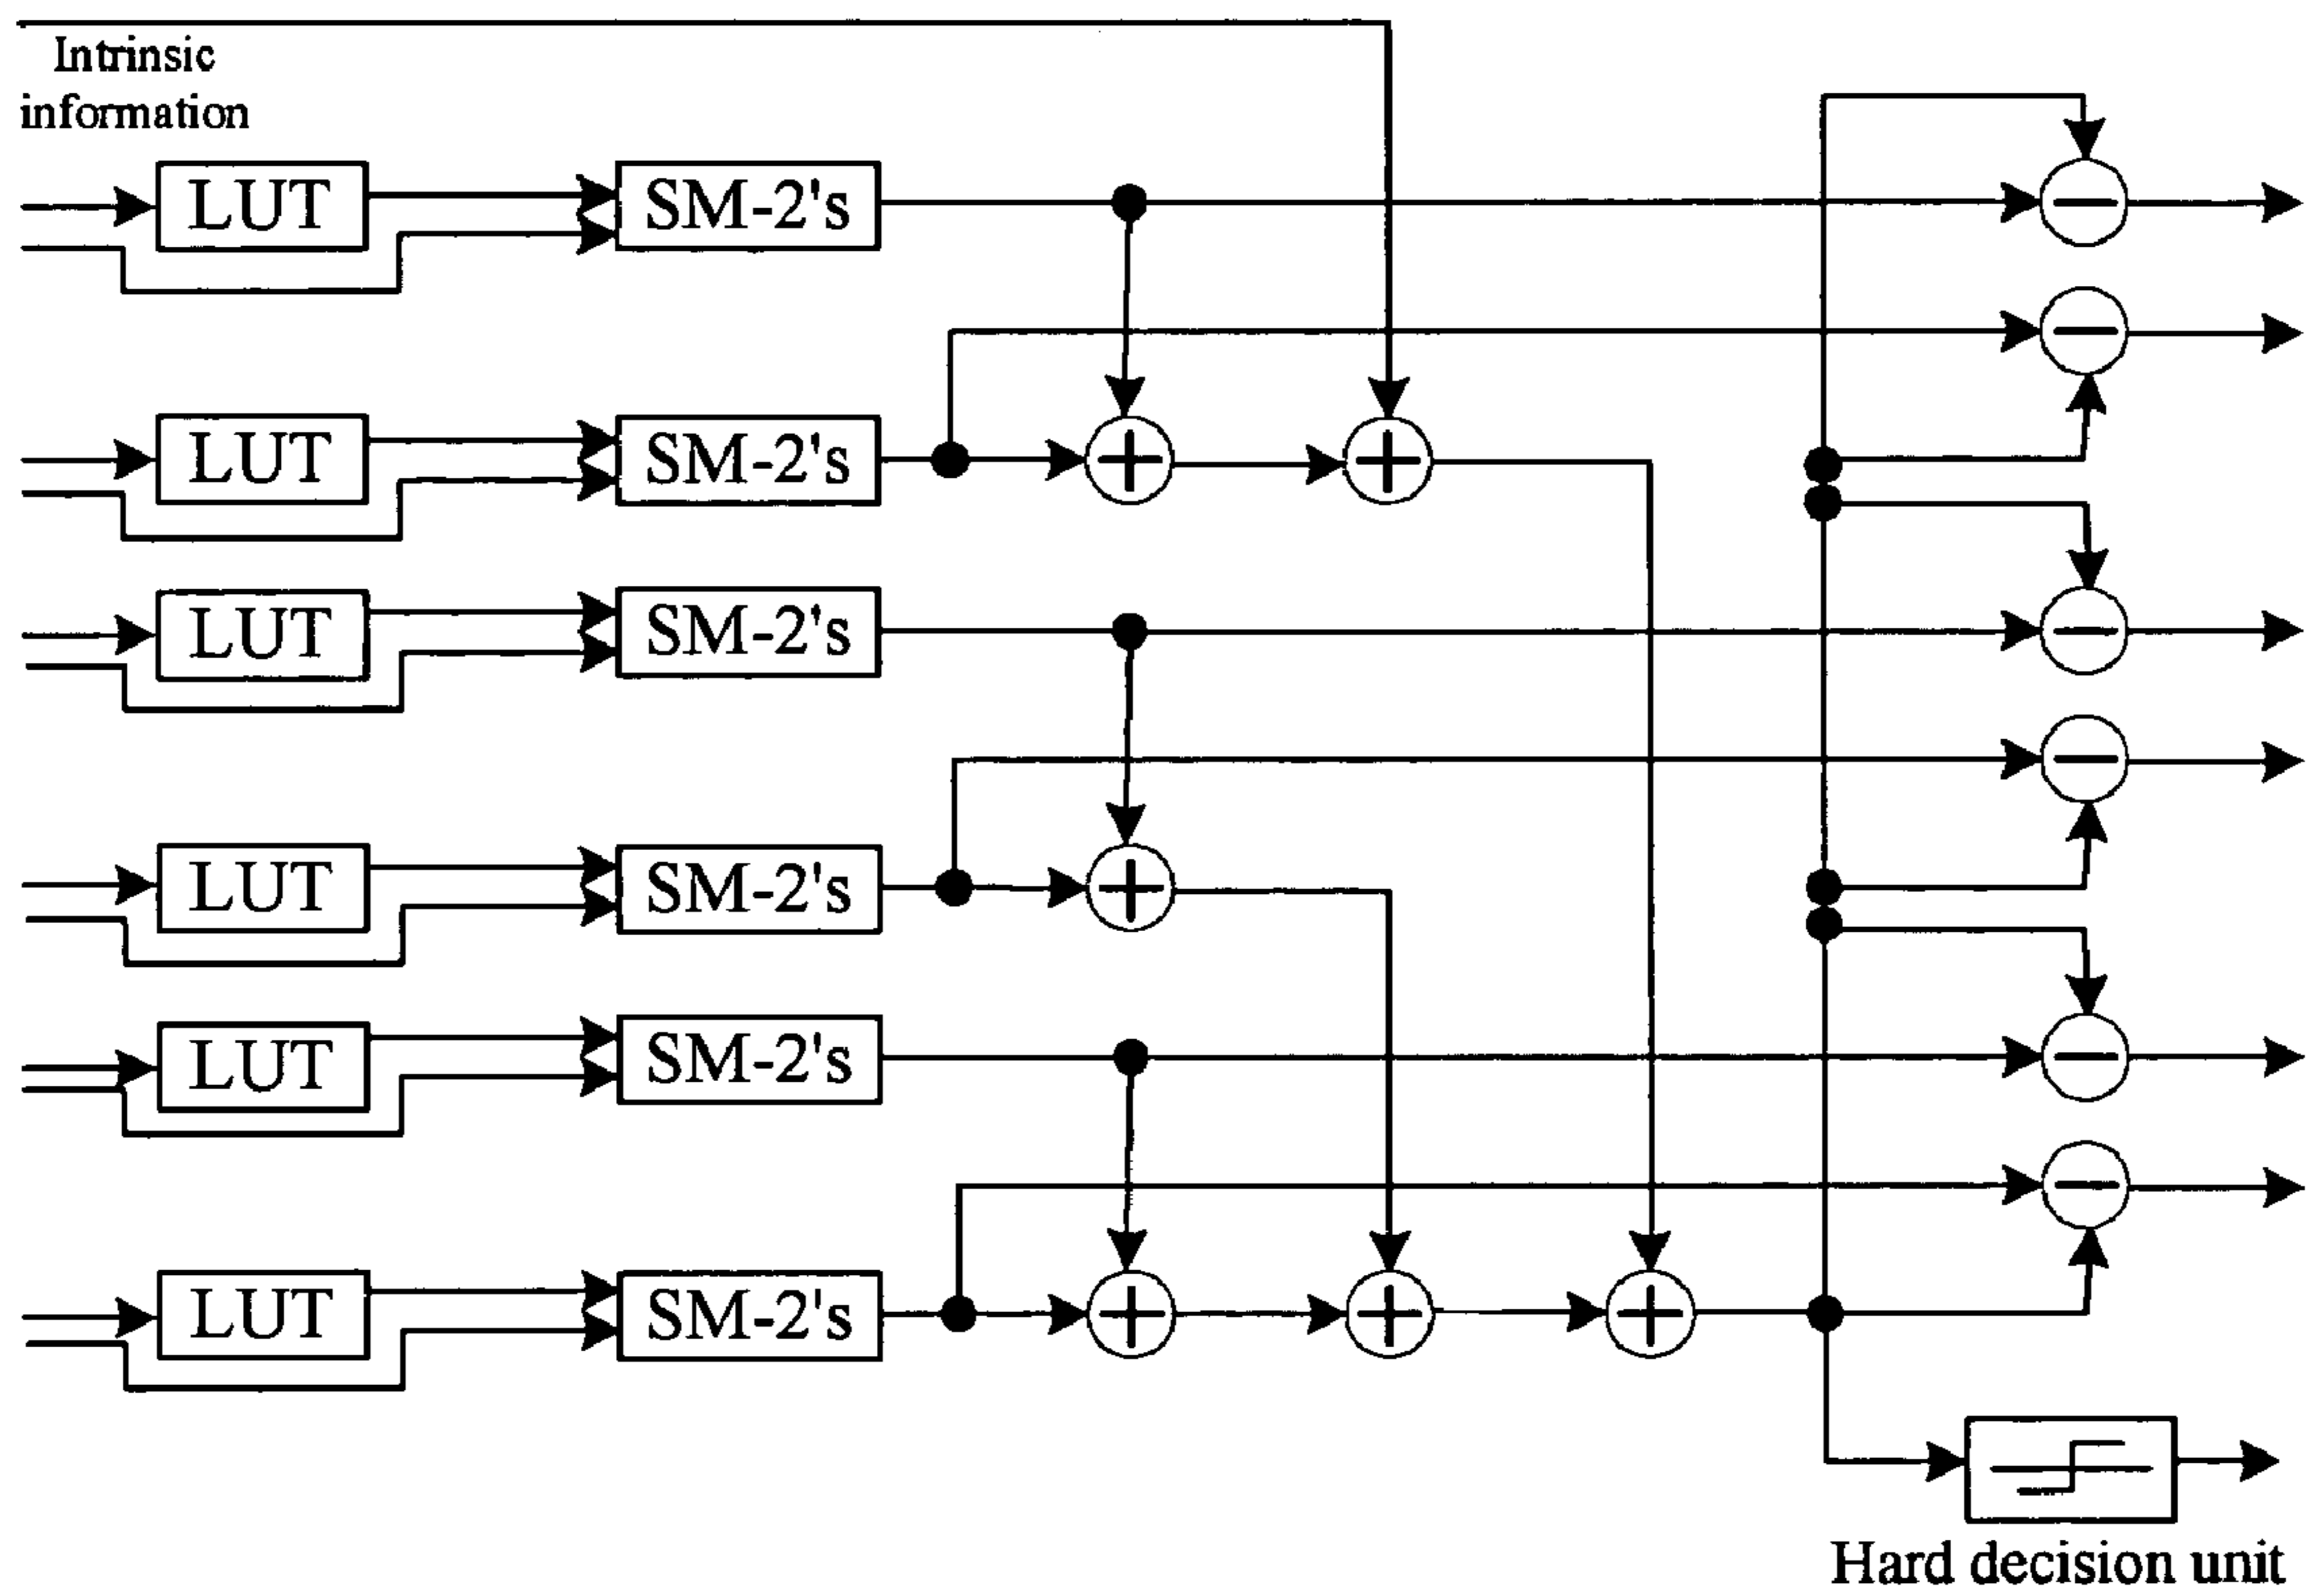 Intrinsic
information
LUT SM-2's
LUT SM-2's
LUT SM-2's
LUT SM-2's
LUT SM-2's
LUT SM-2's
Hard decision unit